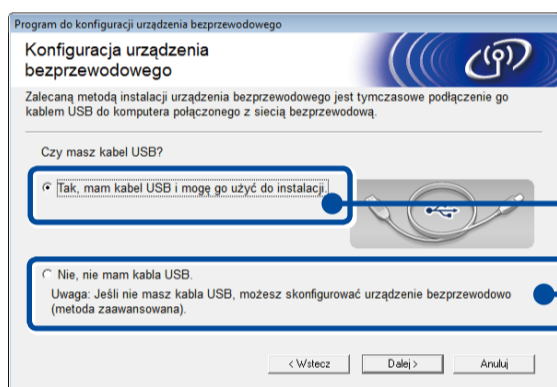 Program do konfiguracji urządzenia bezprzewodowego
Konfiguracja urządzenia
bezprzewodowego
Zalecaną metodą instalacji urządzenia bezprzewodowego jest tymczasowe podłączenie go
kablem USB do komputera połączonego z siecią bezprzewodową.
Czy masz kabel USB?
Tak, mam kabel USB i mogę go użyć do instalacji.
Nie, nie mam kabla USB.
Uwaga: Jeśli nie masz kabla USB, możesz skonfigurować urządzenie bezprzewodowo
(metoda zaawansowana).
< Wstecz
Dalej >
Anuluj